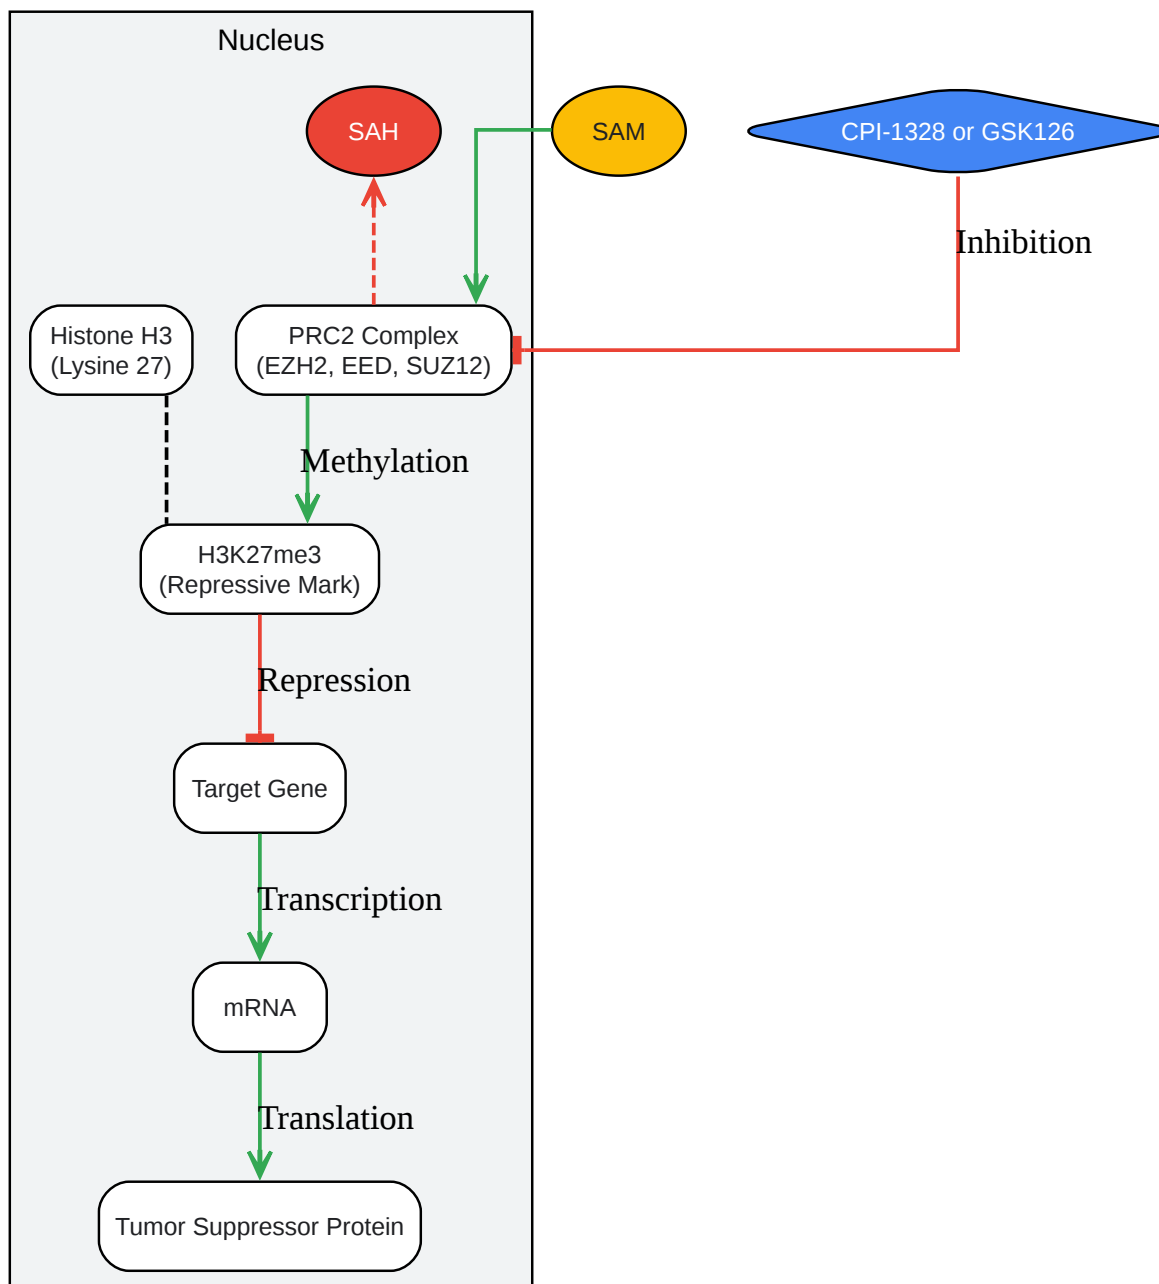 Nucleus
SAH
SAM
CPI-1328 or GSK126
Inhibition
Histone H3
(Lysine 27)
PRC2 Complex
(EZH2, EED, SUZ12)
Methylation
H3K27me3
(Repressive Mark)
Repression
Target Gene
Transcription
mRNA
Translation
Tumor Suppressor Protein